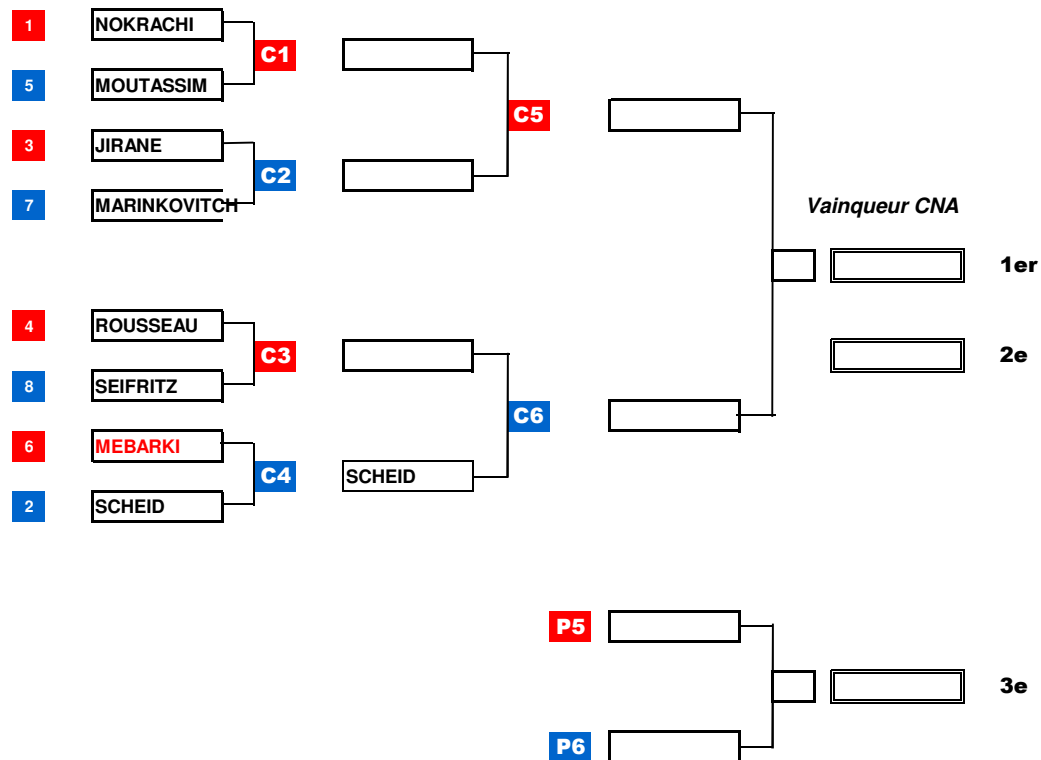 1 NOKRACHI
C1
5 MOUTASSIM
C5
3 JIRANE
C2
7 MARINKOVITCH
Vainqueur CNA
1er
4 ROUSSEAU
C3
2e
8 SEIFRITZ
C6
6 MEBARKI
C4 SCHEID
2 SCHEID
P5
3e
P6